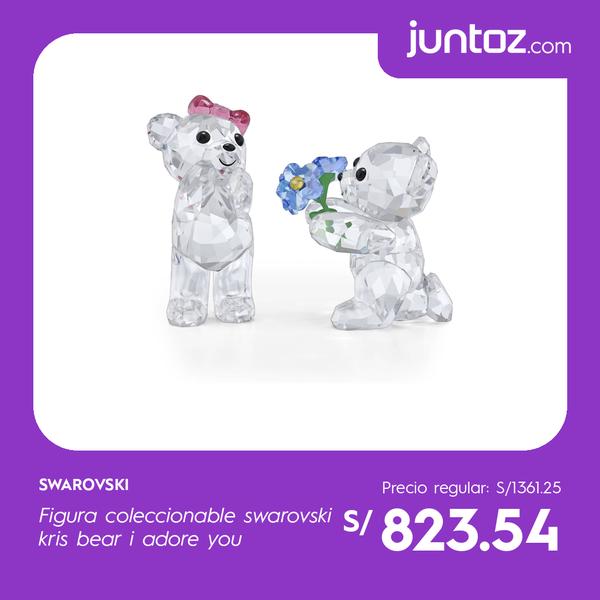 juntoz.com
SWAROVSKI
Figura coleccionable swarovski
kris bear i adore you
Precio regular: S/1361.25
S/ 823.54